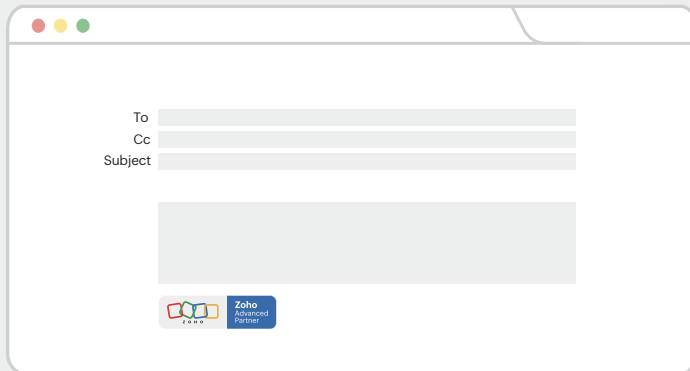 To
Cc
Subject
ZOHO
Zoho
Advanced
Partner